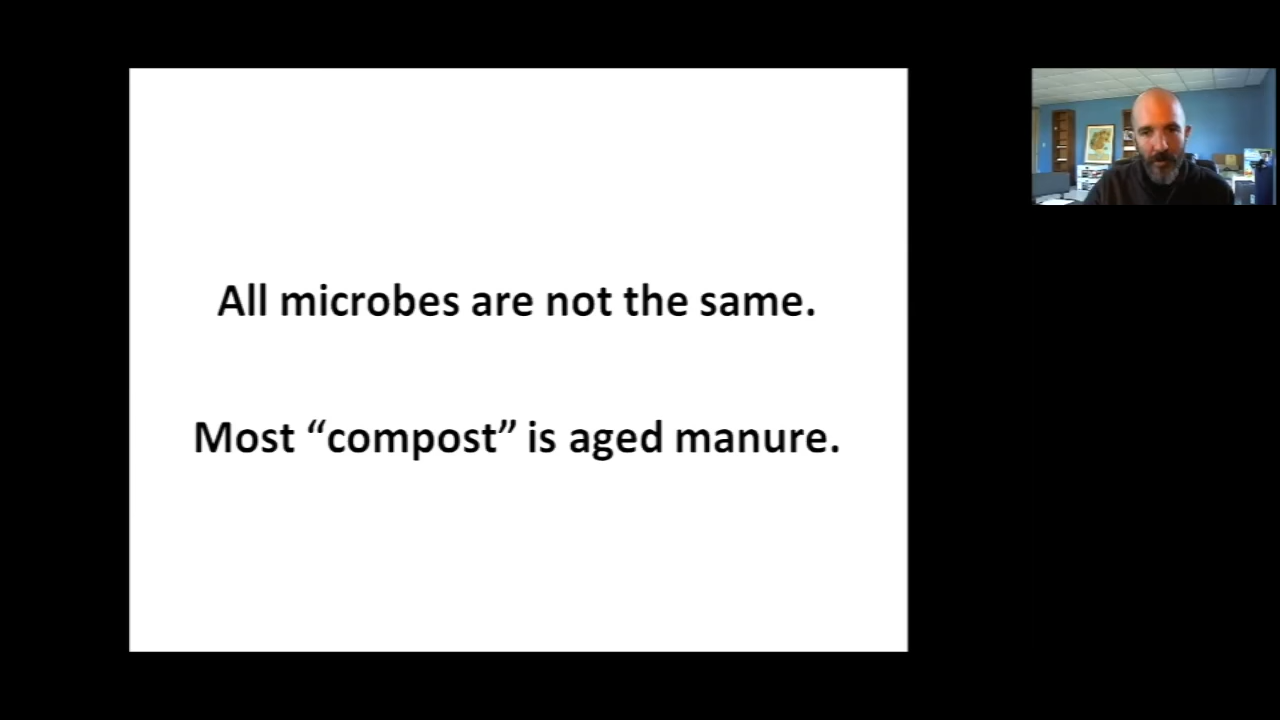 All microbes are not the same.
Most “compost” is aged manure.